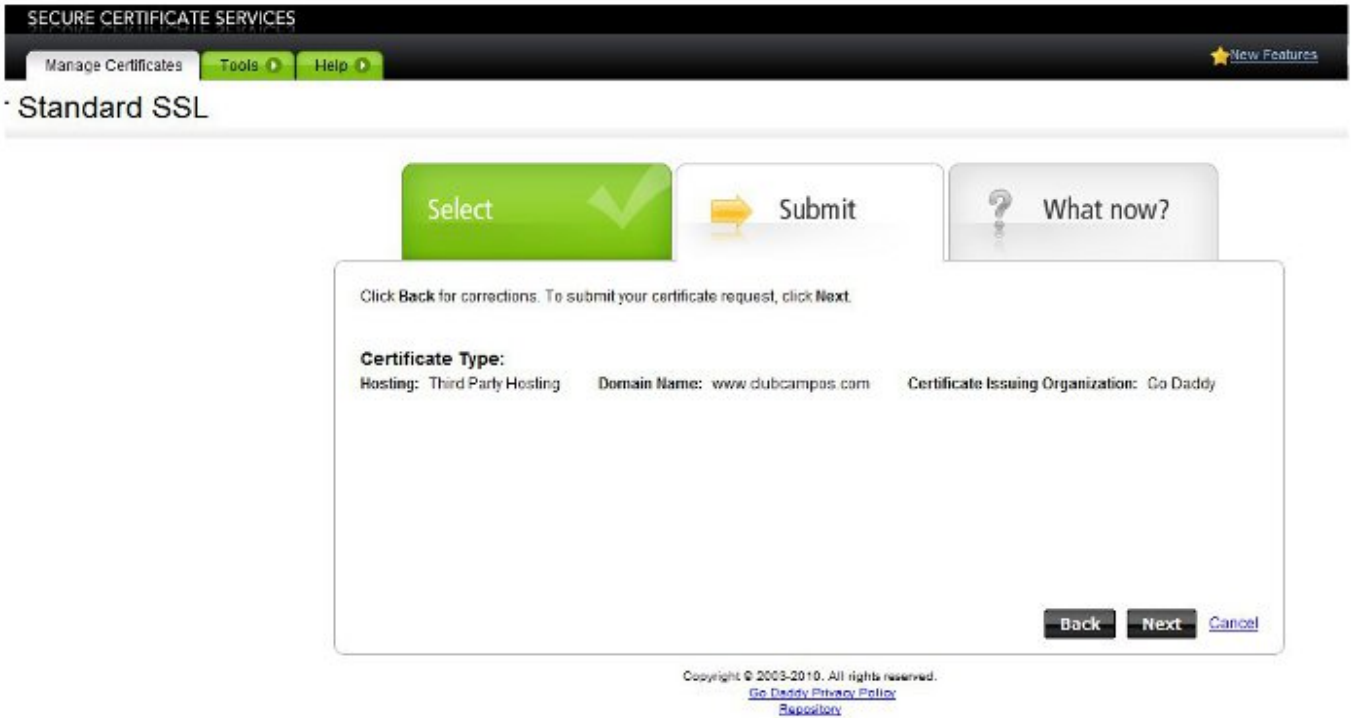 SECURE CERTIFICATE SERVICES
Manage Certificates Tools Help New Features
Standard SSL
Select Submit ? What now?
Click Back for corrections. To submit your certificate request, click Next.
Certificate Type:
Hosting: Third Party Hosting Domain Name: www.clubcampos.com Certificate Issuing Organization: Go Daddy
Back Next Cancel
Copyright © 2003-2010. All rights reserved.
Go Daddy Privacy Policy
Repository